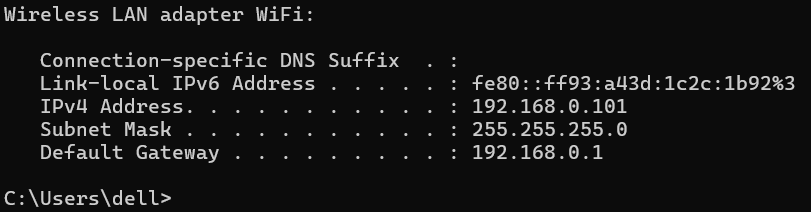 Wireless LAN adapter WiFi:
Connection-specific DNS Suffix  . :
Link-local IPv6 Address . . . . . : fe80::ff93:a43d:1c2c:1b92%3
IPv4 Address. . . . . . . . . . . : 192.168.0.101
Subnet Mask . . . . . . . . . . . : 255.255.255.0
Default Gateway . . . . . . . . . : 192.168.0.1
C:\Users\dell>